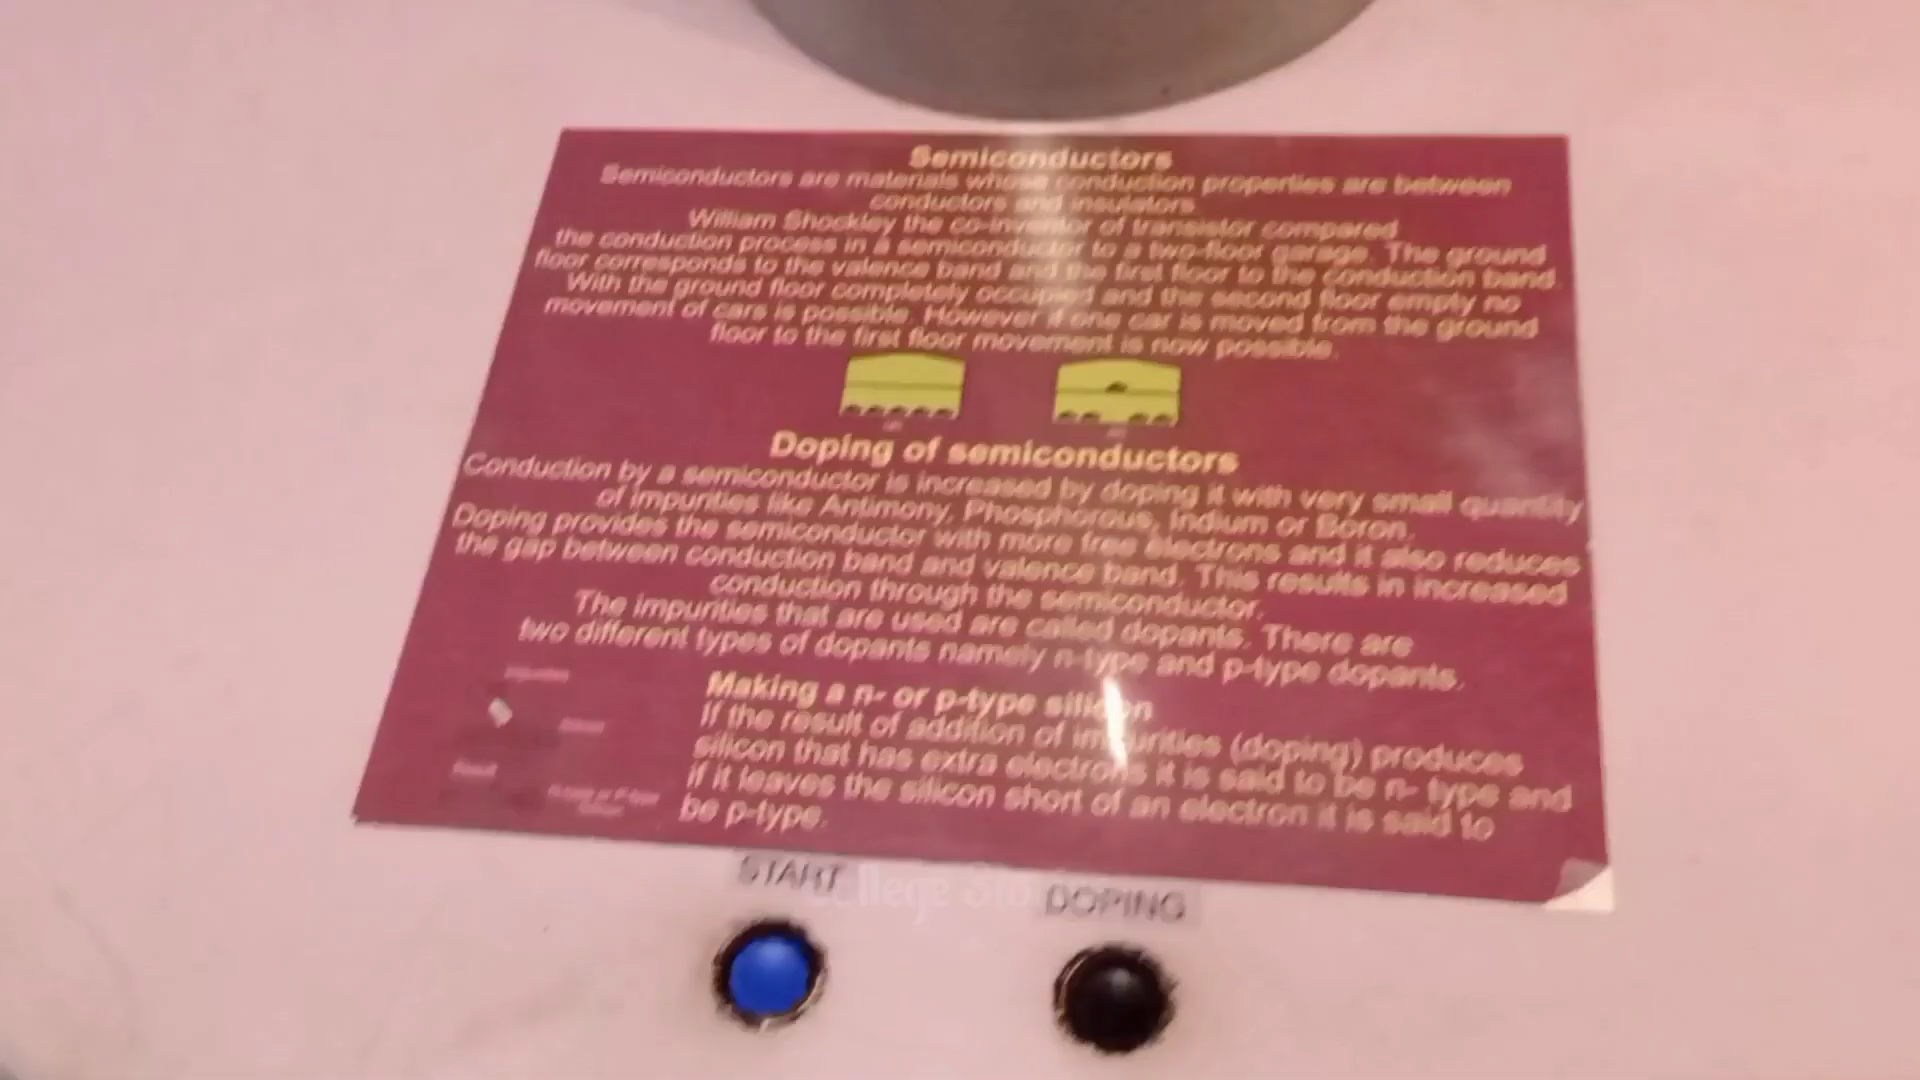 Semiconductors
Semiconductors are materials whose conduction properties are between
conductors and insulators
William Shockley the co-inventor of transistor compared
the conduction process in a semiconductor to a two-floor garage. The ground
floor corresponds to the valence band and the first floor to the conduction band.
With the ground floor completely occupied and the second floor empty no
movement of cars is possible. However if one car is moved from the ground
floor to the first floor movement is now possible.
Doping of semiconductors
Conduction by a semiconductor is increased by doping it with very small quantity
of impurities like Antimony, Phosphorous, Indium or Boron.
Doping provides the semiconductor with more free electrons and it also reduces
the gap between conduction band and valence band. This results in increased
conduction through the semiconductor.
The impurities that are used are called dopants. There are
two different types of dopants namely n-type and p-type dopants.
Making a n- or p-type silicon
If the result of addition of impurities (doping) produces
silicon that has extra electrons it is said to be n- type and
if it leaves the silicon short of an electron it is said to
be p-type.
START
DOPING